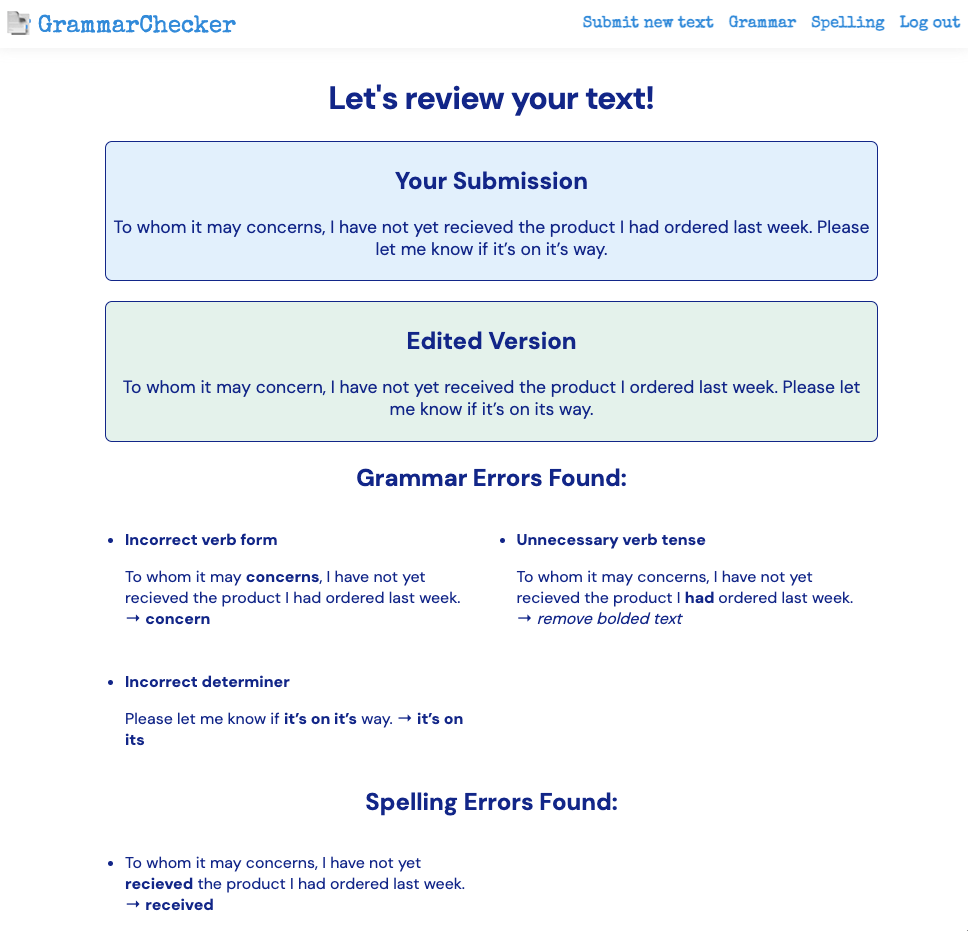 GrammarChecker
Submit new text Grammar Spelling Log out
Let's review your text!
Your Submission
To whom it may concerns, I have not yet recieved the product I had ordered last week. Please
let me know if it’s on it’s way.
Edited Version
To whom it may concern, I have not yet received the product I ordered last week. Please let
me know if it’s on its way.
Grammar Errors Found:
• Incorrect verb form
To whom it may concerns, I have not yet
recieved the product I had ordered last week.
→ concern
• Unnecessary verb tense
To whom it may concerns, I have not yet
recieved the product I had ordered last week.
→ remove bolded text
• Incorrect determiner
Please let me know if it’s on it’s way. → it’s on
its
Spelling Errors Found:
• To whom it may concerns, I have not yet
recieved the product I had ordered last week.
→ received